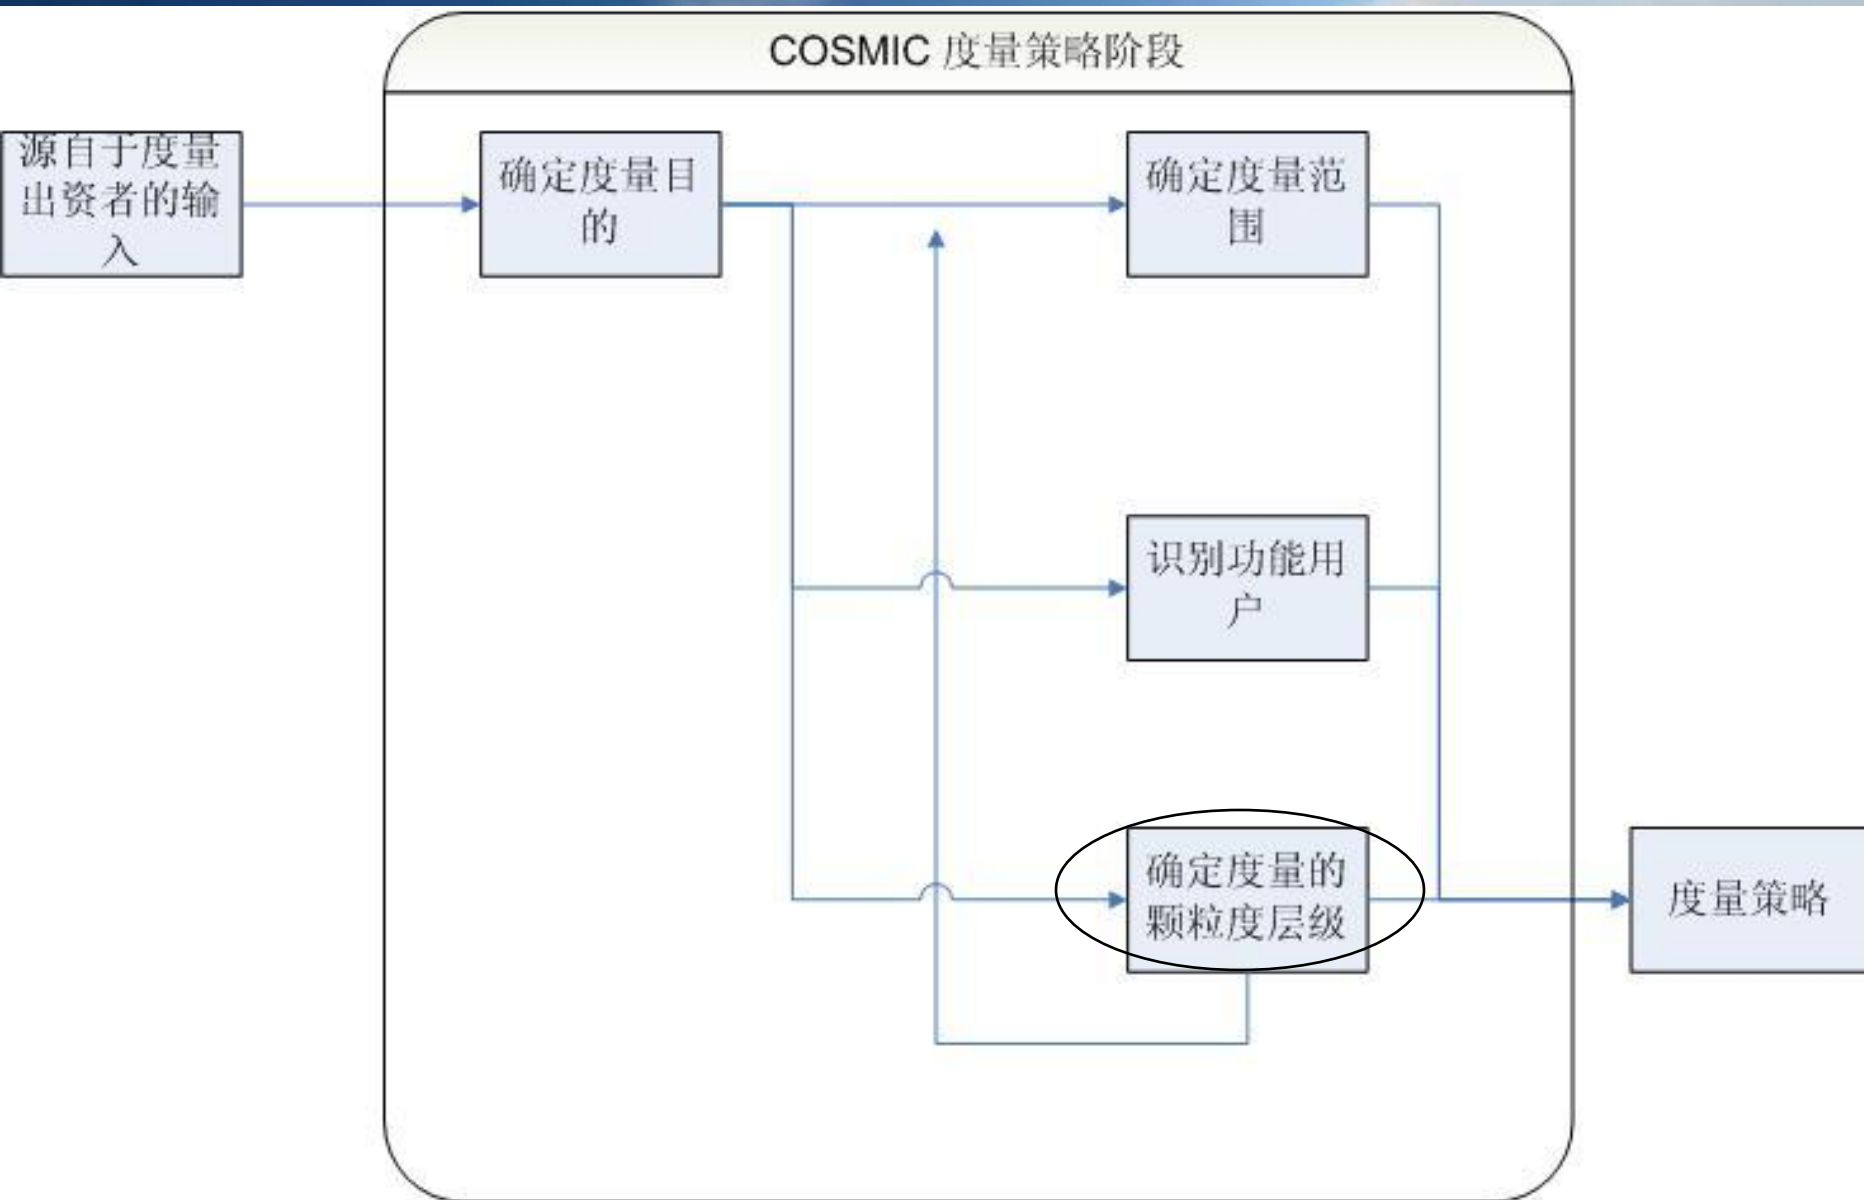 COSMIC 度量策略阶段
源自于度量
出资者的输
入
确定度量目
的
确定度量范
围
识别功能用
户
确定度量的
颗粒度层级
度量策略